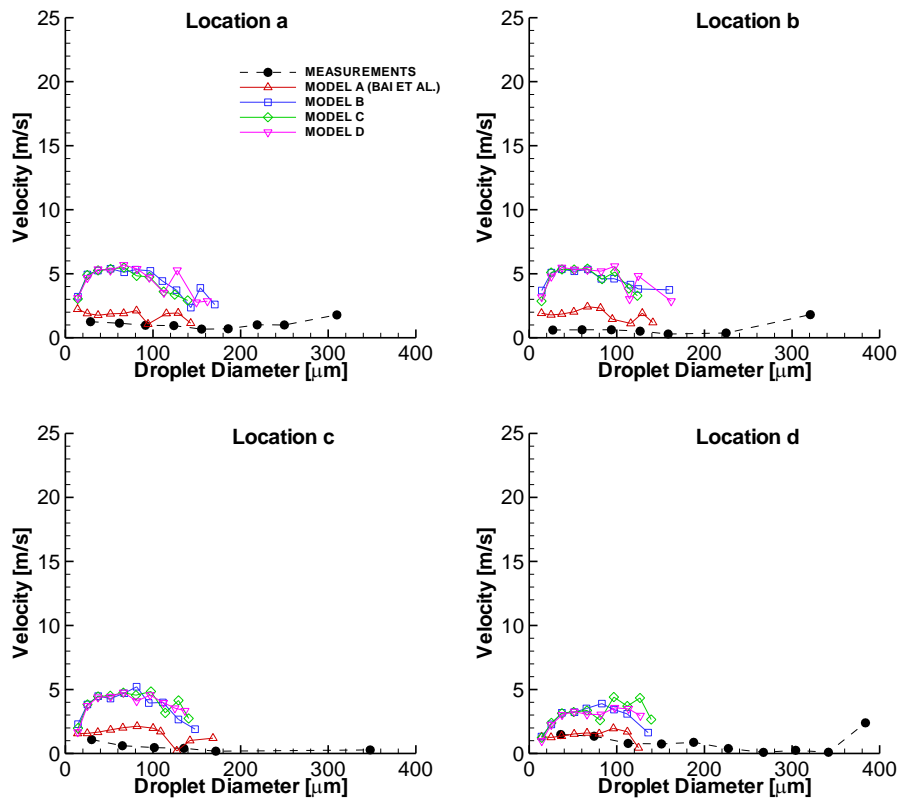 Location a
Velocity [m/s]
25
20
15
10
5
0
0 100 200 300 400
Droplet Diameter [μm]
MEASUREMENTS
MODEL A (BAI ET AL.)
MODEL B
MODEL C
MODEL D
Location b
Velocity [m/s]
25
20
15
10
5
0
0 100 200 300 400
Droplet Diameter [μm]
Location c
Velocity [m/s]
25
20
15
10
5
0
0 100 200 300 400
Droplet Diameter [μm]
Location d
Velocity [m/s]
25
20
15
10
5
0
0 100 200 300 400
Droplet Diameter [μm]